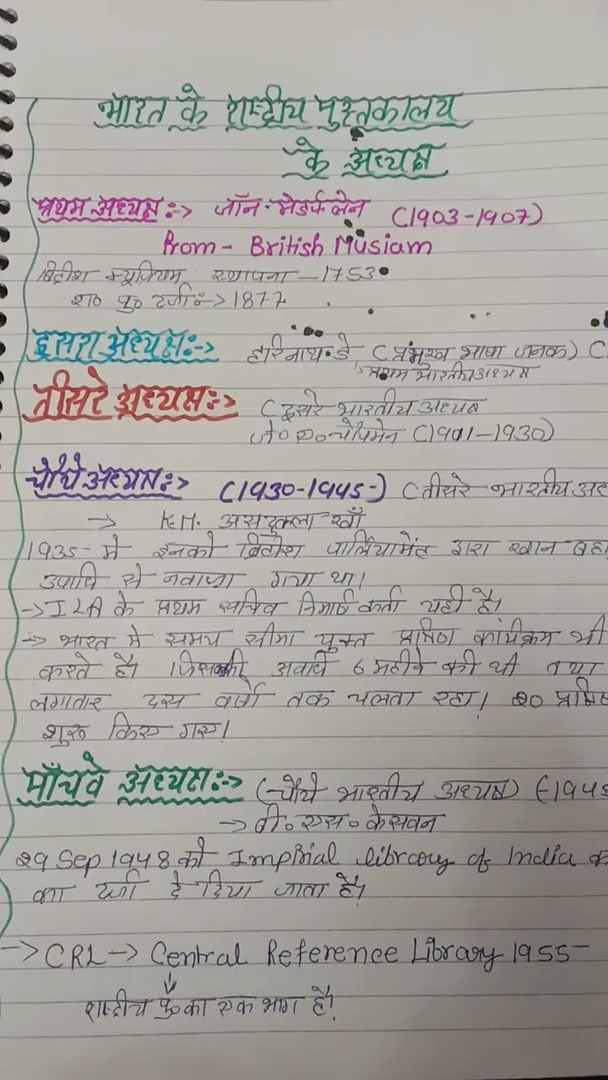 भारत के राष्ट्रीय पुस्तकालय
के अध्यक्ष
प्रथम अध्यक्ष:-> जॉन मेडर्क लेन (1903-1907)
From - British Musiam
ब्रिटीश म्यूजियम स्थापना - 1753
रा० पु० दर्जा:-> 1877
दूसरा अध्यक्ष:-> हरिनाथ डे (भाषा जनक) (
प्रथम भारतीय अध्यक्ष
तीसरे अध्यक्ष:-> (दूसरे भारतीय अध्यक्ष
जे० ए० चैपमेन (1911-1930)
चौथे अध्यक्ष:-> (1930-1945-) (तीसरे भारतीय अध
-> K.M. असदुल्ला खाँ
1935- मे इनको ब्रिटीश पार्लियामेंट द्वारा खान बहा
उपाधि से नवाजा गया था।
-> ILA के प्रथम सचिव निर्माण कर्ता यही है।
-> भारत मे समय सीमा युक्त प्रशिक्षण कार्यक्रम भी
करते है। जिसकी अवधि 6 महीने की थी तथा
लगातार दस वर्षो तक चलता रहा। 20 प्रशि
शुरू किए गए।
पाँचवे अध्यक्ष:-> (-चौथे भारतीय अध्यक्ष) (-1948
-> वी० एस० केसवन
29 Sep 1948 को Imprial library of India क
का दर्जा दे दिया जाता है।
-> CRL -> Central Reference Library 1955-
राष्ट्रीय पु० का एक भाग है।